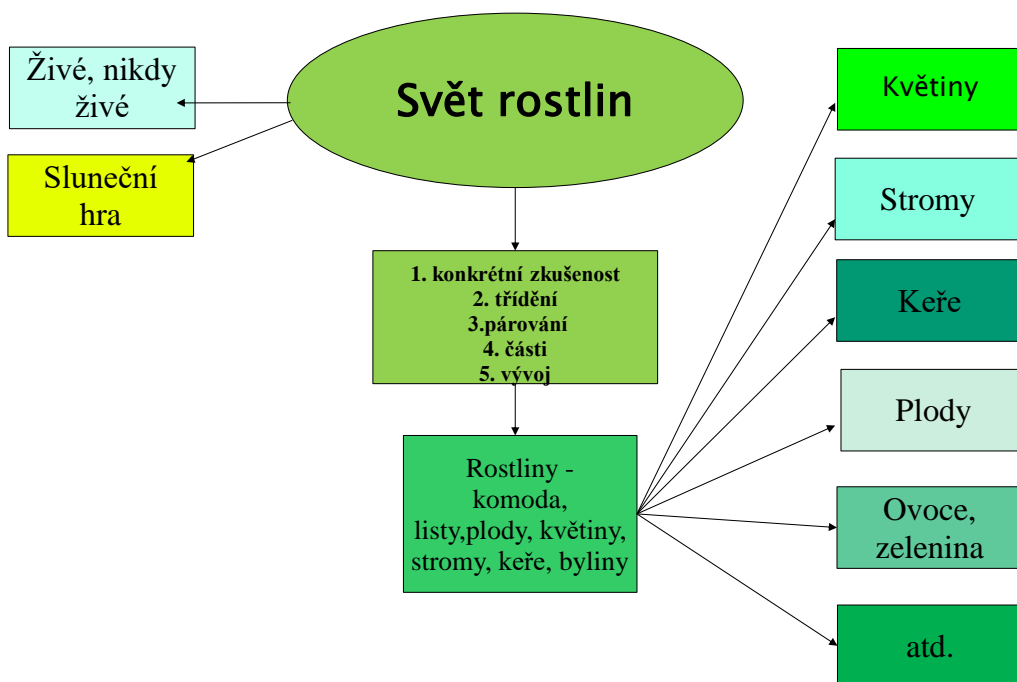 Živé, nikdy
živé
Sluneční
hra
Svět rostlin
1. konkrétní zkušenost
2. třídění
3.párování
4. části
5. vývoj
Rostliny -
komoda,
listy,plody, květiny,
stromy, keře, byliny
Květiny
Stromy
Keře
Plody
Ovoce,
zelenina
atd.